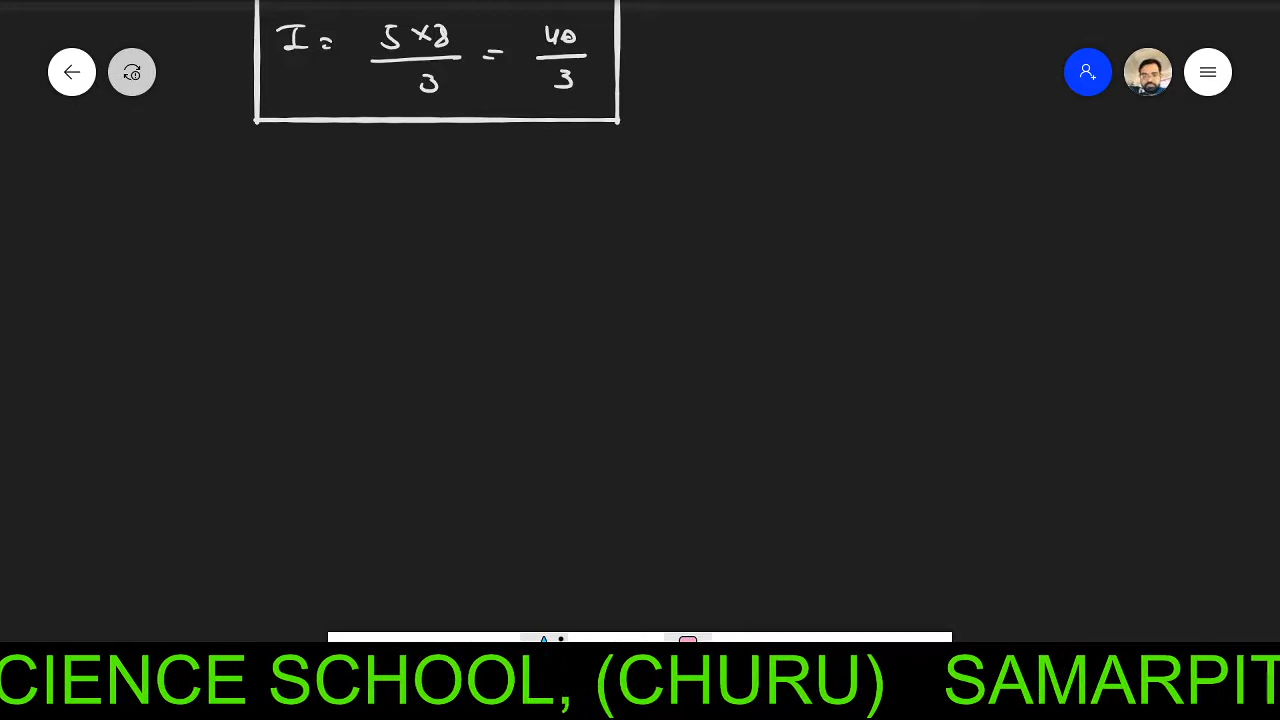 I = 5×8/3 = 40/3
CIENCE SCHOOL, (CHURU) SAMARPIT